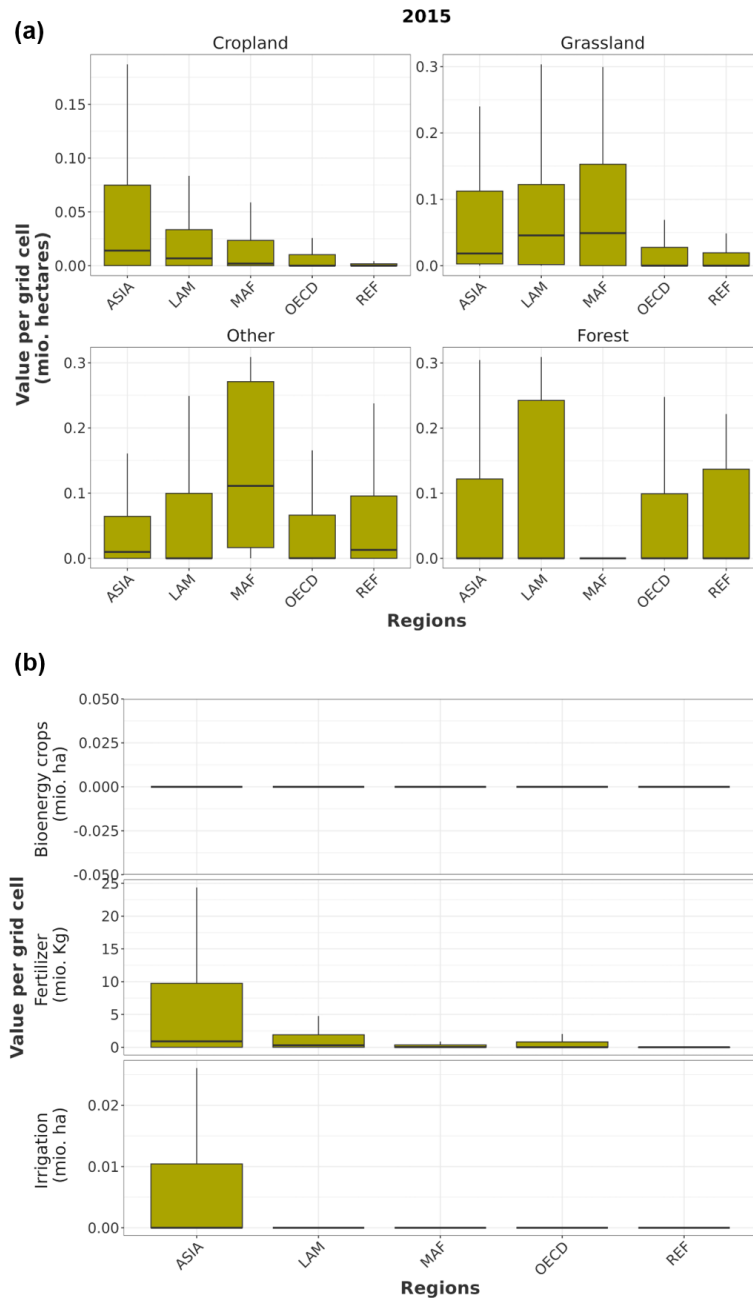 2015
(a)
Cropland
Grassland
Value per grid cell
(mio. hectares)
0.15
0.10
0.05
0.00
0.3
0.2
0.1
0.0
ASIA
LAM
MAF
OECD
REF
ASIA
LAM
MAF
OECD
REF
Other
Forest
0.3
0.2
0.1
0.0
0.3
0.2
0.1
0.0
ASIA
LAM
MAF
OECD
REF
ASIA
LAM
MAF
OECD
REF
Regions
(b)
Value per grid cell
Bioenergy crops
(mio. ha)
0.050
0.025
0.000
-0.025
-0.050
Fertilizer
(mio. Kg)
25
20
15
10
5
0
Irrigation
(mio. ha)
0.02
0.01
0.00
ASIA
LAM
MAF
OECD
REF
Regions